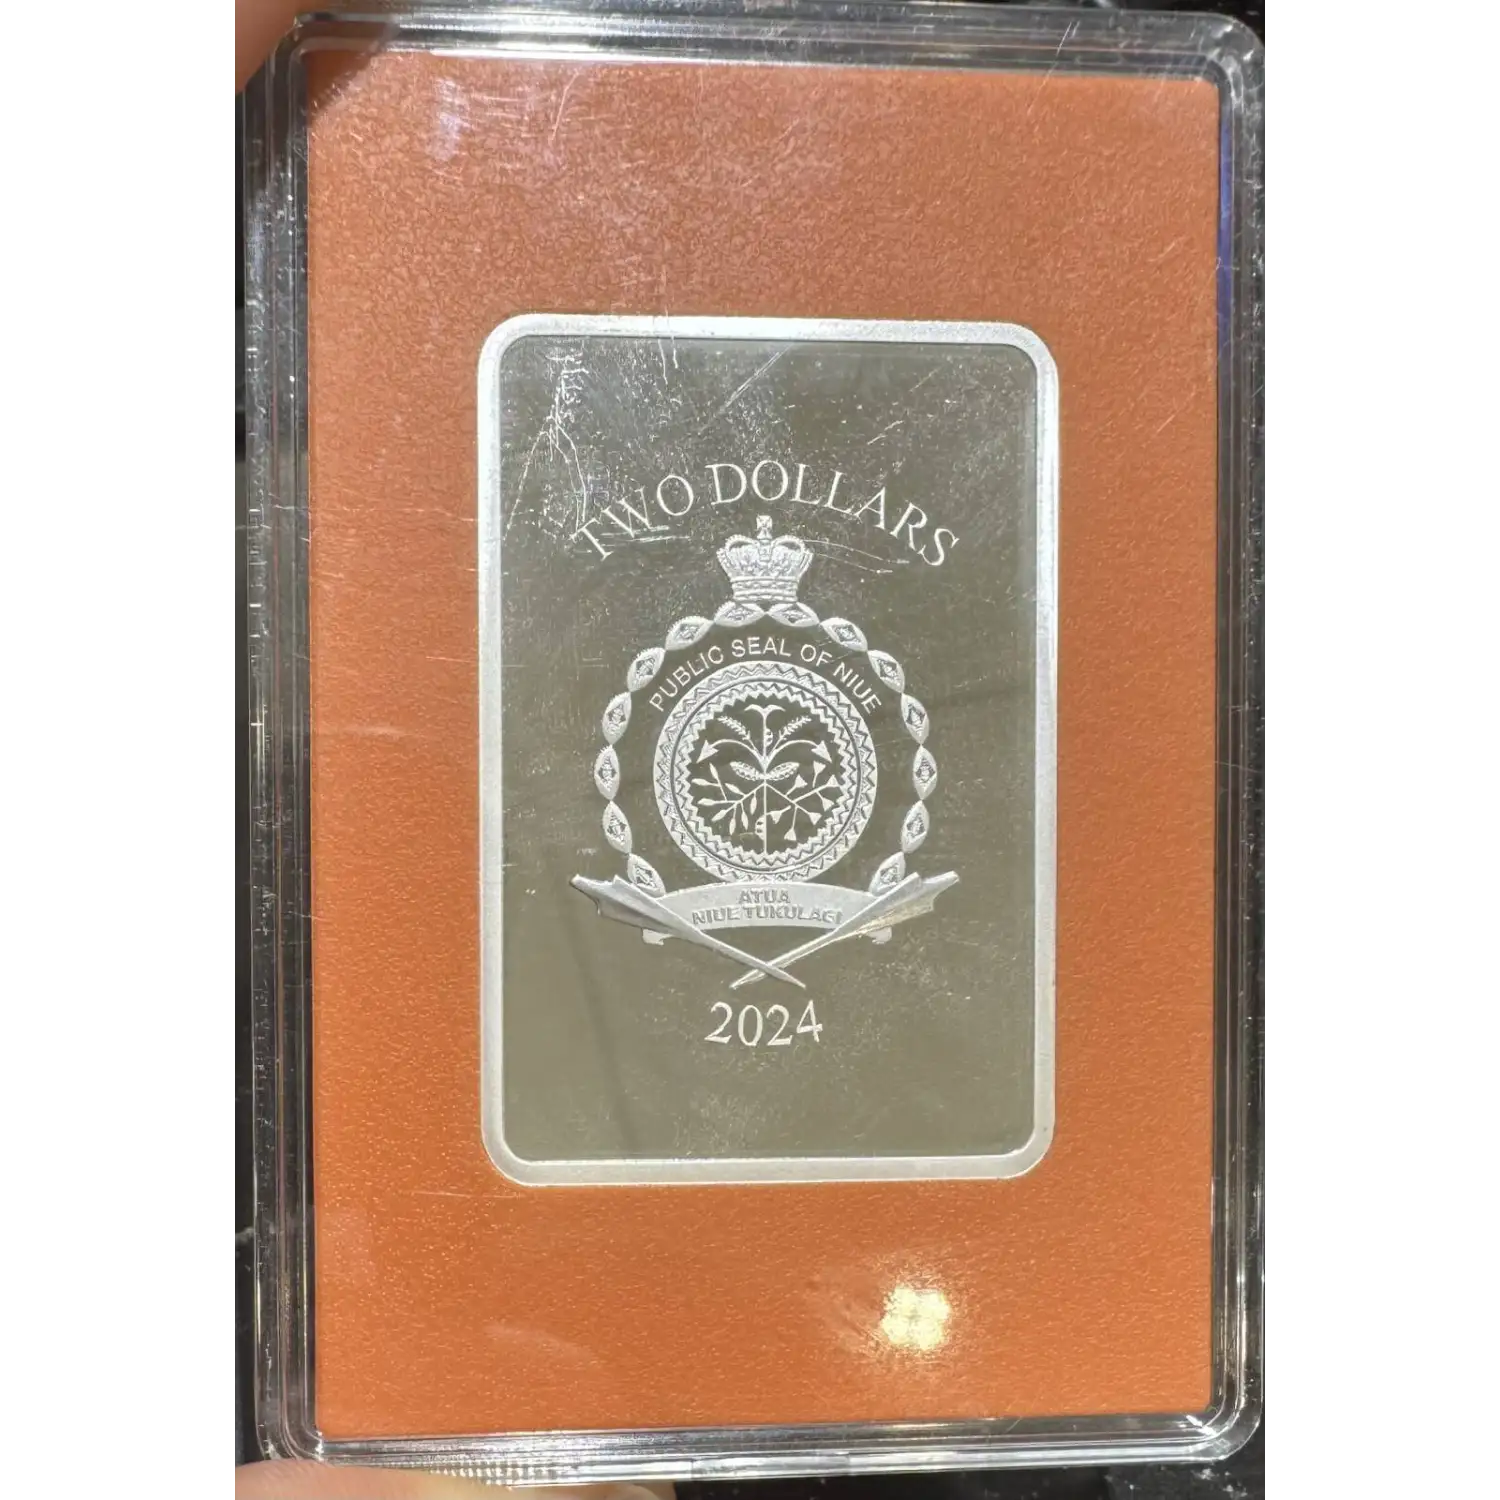 TWO DOLLARS
PUBLIC SEAL OF NIUE
ATUA
NIUE TUKULAGI
2024